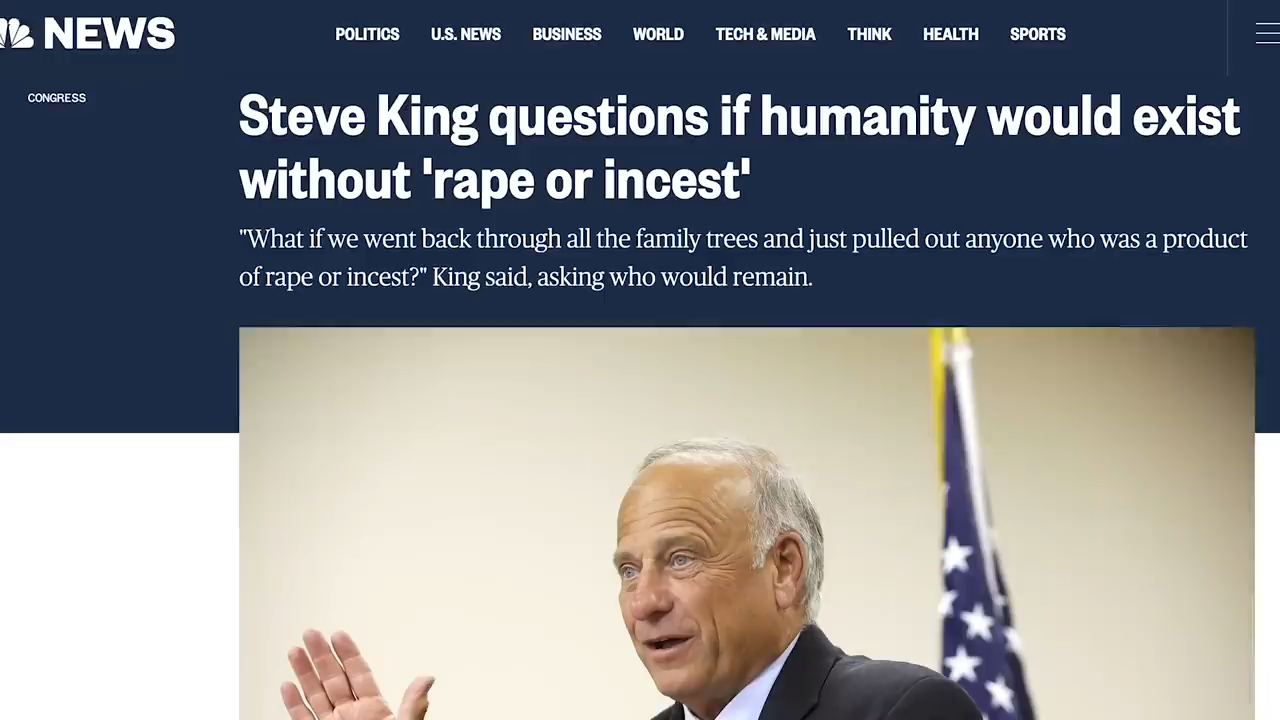 NEWS
POLITICS U.S. NEWS BUSINESS WORLD TECH & MEDIA THINK HEALTH SPORTS
CONGRESS
Steve King questions if humanity would exist
without 'rape or incest'
"What if we went back through all the family trees and just pulled out anyone who was a product
of rape or incest?" King said, asking who would remain.